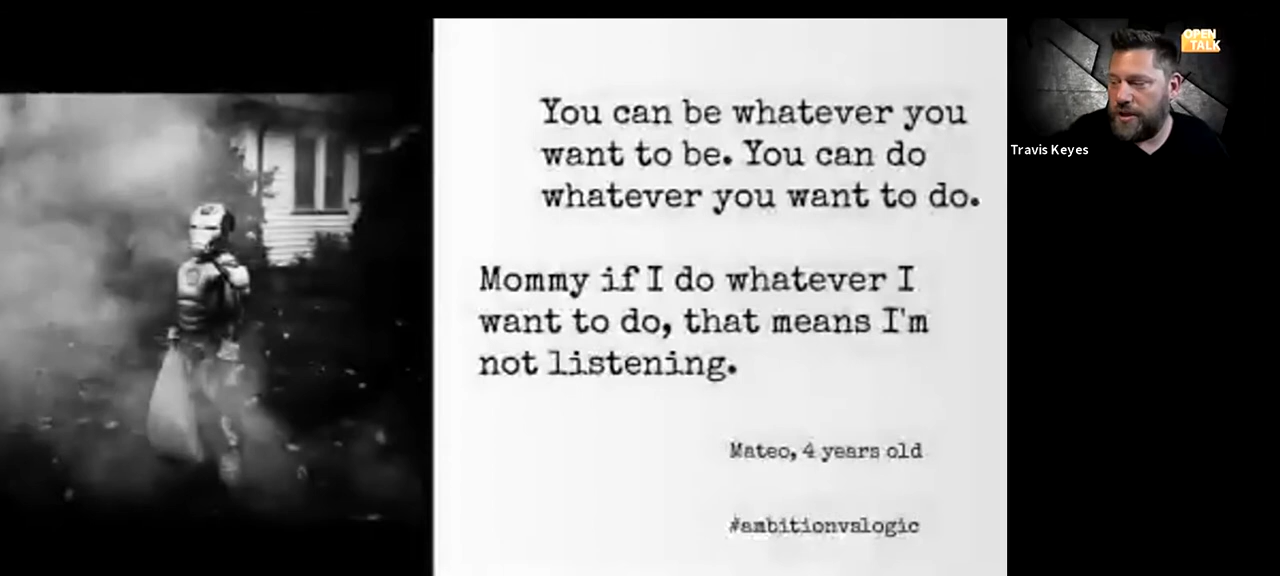 You can be whatever you
want to be. You can do
whatever you want to do.
Mommy if I do whatever I
want to do, that means I'm
not listening.
Mateo, 4 years old
#ambitionvslogic
OPEN
TALK
Travis Keyes